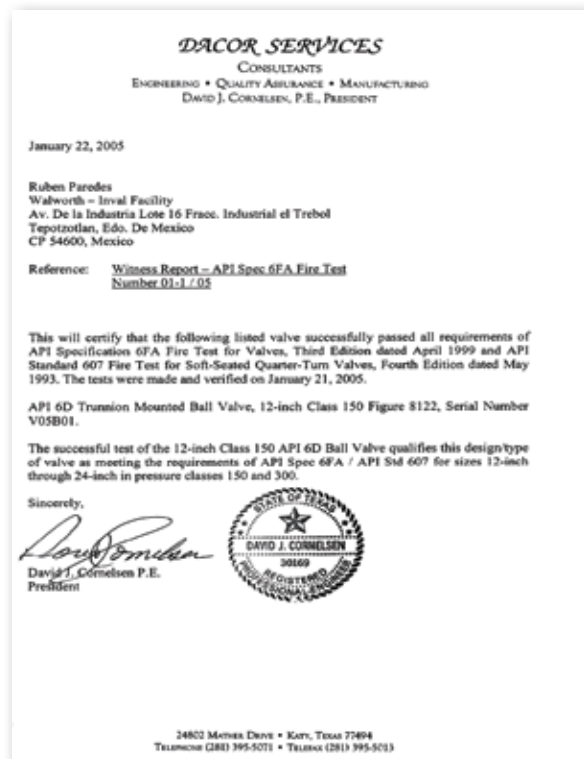 DACOR SERVICES
CONSULTANTS
ENGINEERING • QUALITY ASSURANCE • MANUFACTURING
DAVID J. CORNELSEN, P.E., PRESIDENT
January 22, 2005
Ruben Paredes
Walworth – Inval Facility
Av. De la Industria Lote 16 Fracc. Industrial el Trebol
Tepotzotlan, Edo. De Mexico
CP 54600, Mexico
Reference: Witness Report – API Spec 6FA Fire Test
Number 01-1 / 05
This will certify that the following listed valve successfully passed all requirements of
API Specification 6FA Fire Test for Valves, Third Edition dated April 1999 and API
Standard 607 Fire Test for Soft-Seated Quarter-Turn Valves, Fourth Edition dated May
1993. The tests were made and verified on January 21, 2005.
API 6D Trunnion Mounted Ball Valve, 12-inch Class 150 Figure 8122, Serial Number
V05B01.
The successful test of the 12-inch Class 150 API 6D Ball Valve qualifies this design/type
of valve as meeting the requirements of API Spec 6FA / API Std 607 for sizes 12-inch
through 24-inch in pressure classes 150 and 300.
Sincerely,
David J. Cornelsen P.E.
President
STATE OF TEXAS
DAVID J. CORNELSEN
30169
REGISTERED
PROFESSIONAL ENGINEER
24802 MATHER DRIVE • KATY, TEXAS 77494
TELEPHONE (281) 395-5071 • TELEFAX (281) 395-5013